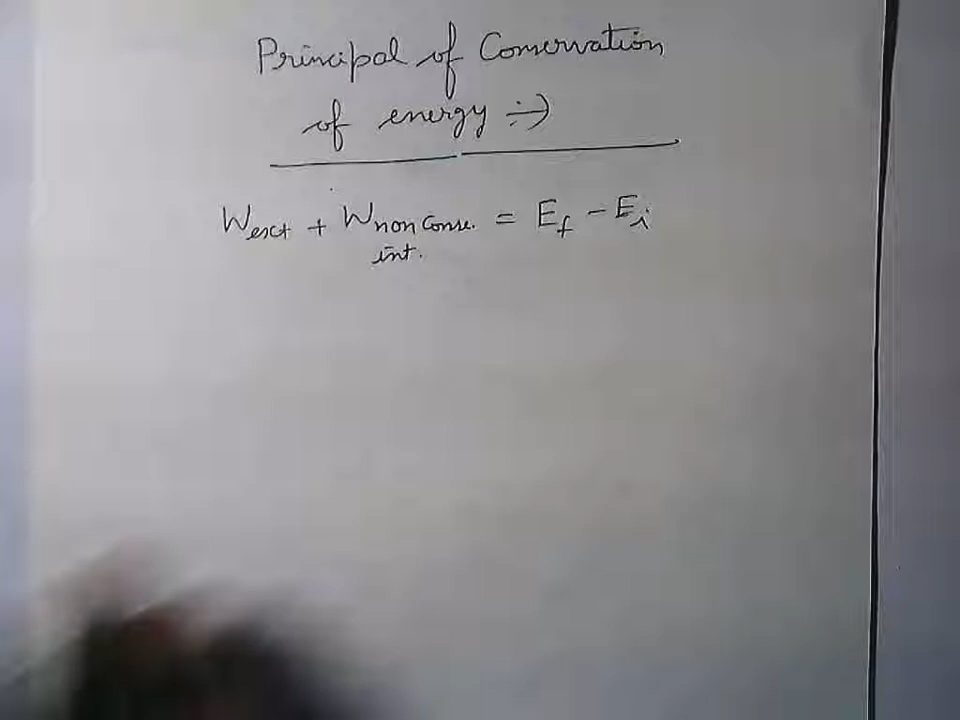 Principal of Conservation
of energy :→
Wext + Wnon Conse. = Ef - Ei
int.